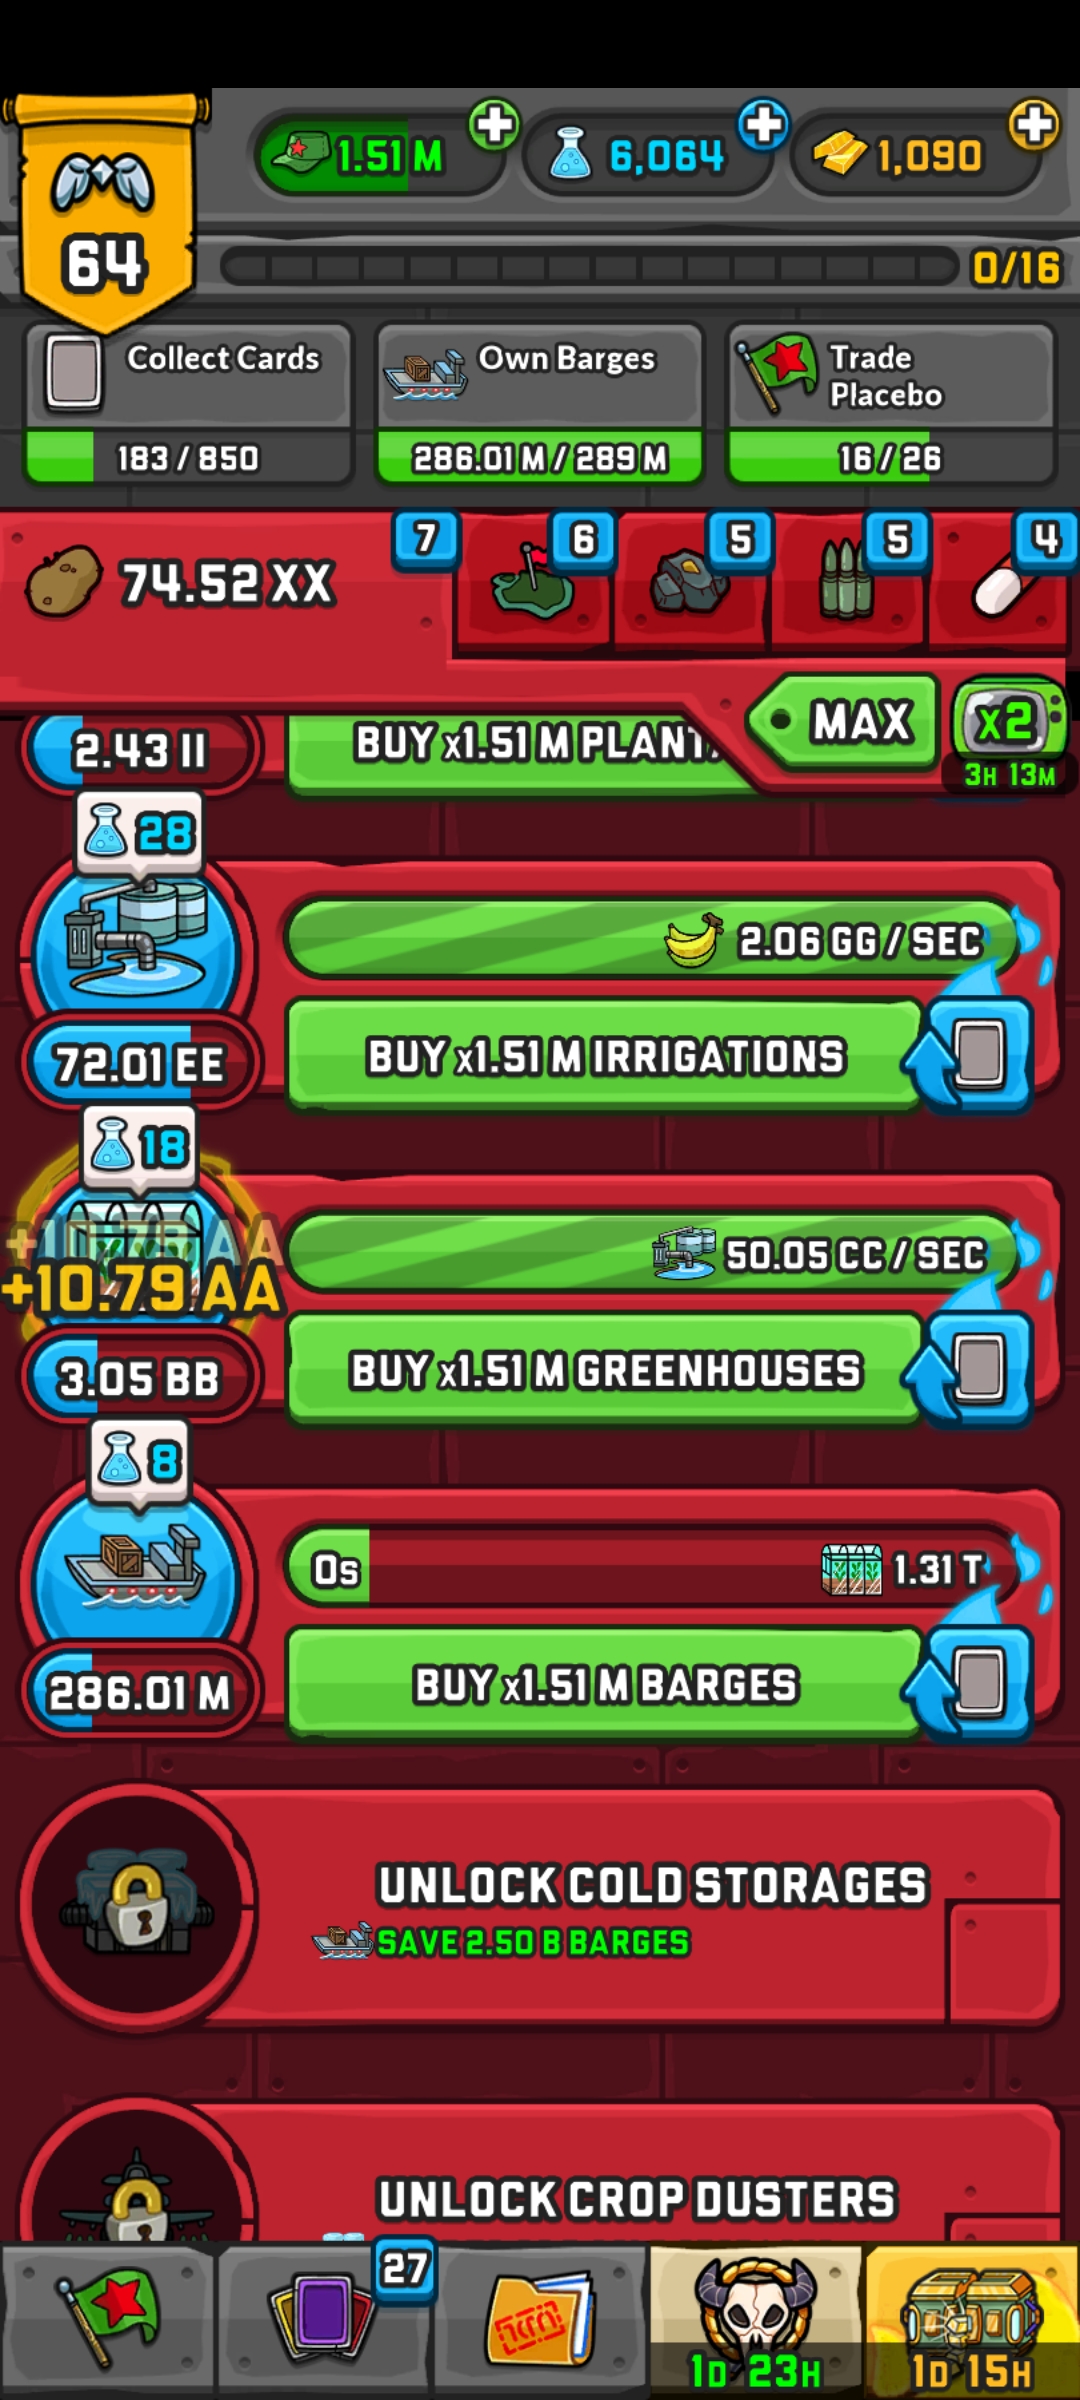 1.51 M
6,064
1,090
64
0/16
Collect Cards
Own Barges
Trade
Placebo
183 / 850
286.01 M / 289 M
16 / 26
74.52 XX
7
6
5
5
4
MAX
x2
3H 13M
2.43 II
BUY x1.51 M PLANT
28
2.06 GG / SEC
72.01 EE
BUY x1.51 M IRRIGATIONS
18
+10.79 AA
+10.79 AA
50.05 CC / SEC
3.05 BB
BUY x1.51 M GREENHOUSES
8
0s
1.31 T
286.01 M
BUY x1.51 M BARGES
UNLOCK COLD STORAGES
SAVE 2.50 B BARGES
UNLOCK CROP DUSTERS
27
1D 23H
1D 15H